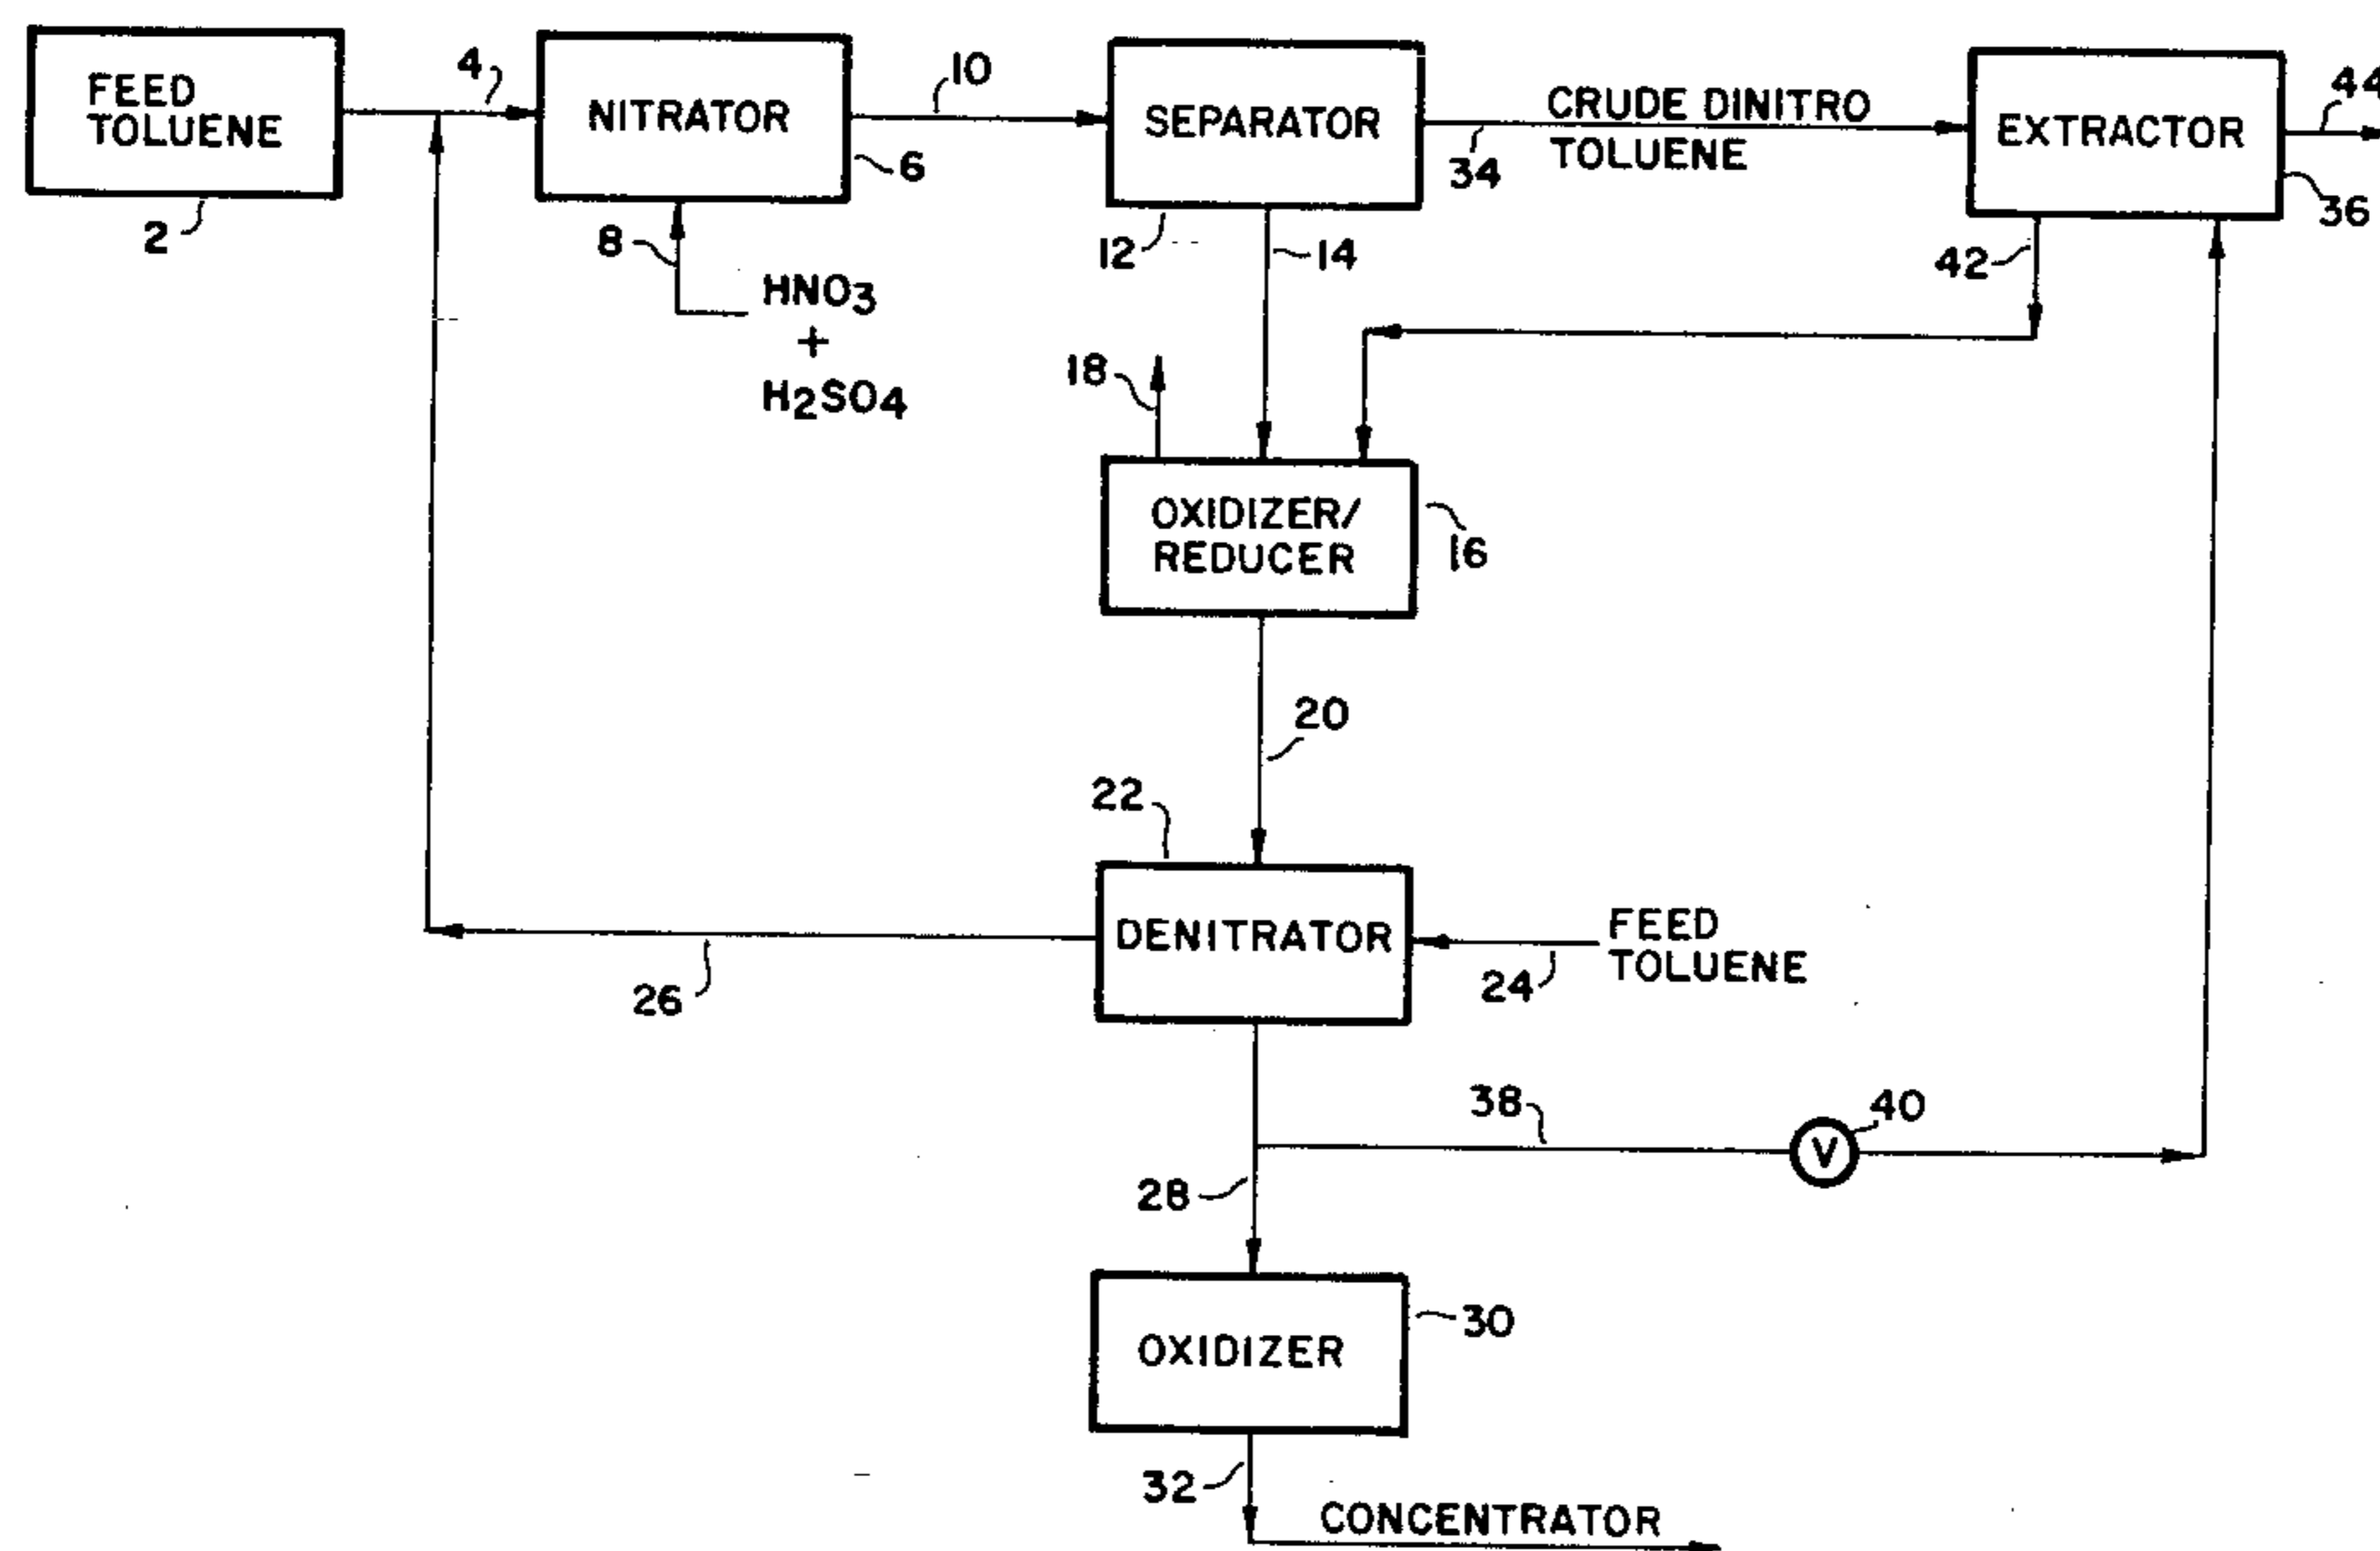 FEED
TOLUENE
2
4
NITRATOR
6
8
HNO3
+
H2SO4
10
SEPARATOR
12
14
CRUDE DINITRO
TOLUENE
34
EXTRACTOR
44
36
42
18
OXIDIZER/
REDUCER
16
20
22
DENITRATOR
FEED
TOLUENE
24
26
38
40
V
28
OXIDIZER
30
32
CONCENTRATOR